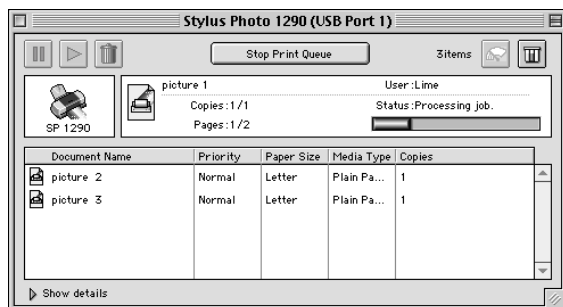 Stylus Photo 1290 (USB Port 1)
Stop Print Queue 3items
picture 1 User :Lime
Copies :1 /1 Status :Processing job.
SP 1290 Pages :1 /2
Document Name Priority Paper Size Media Type Copies
picture 2 Normal Letter Plain Pa... 1
picture 3 Normal Letter Plain Pa... 1
Show details